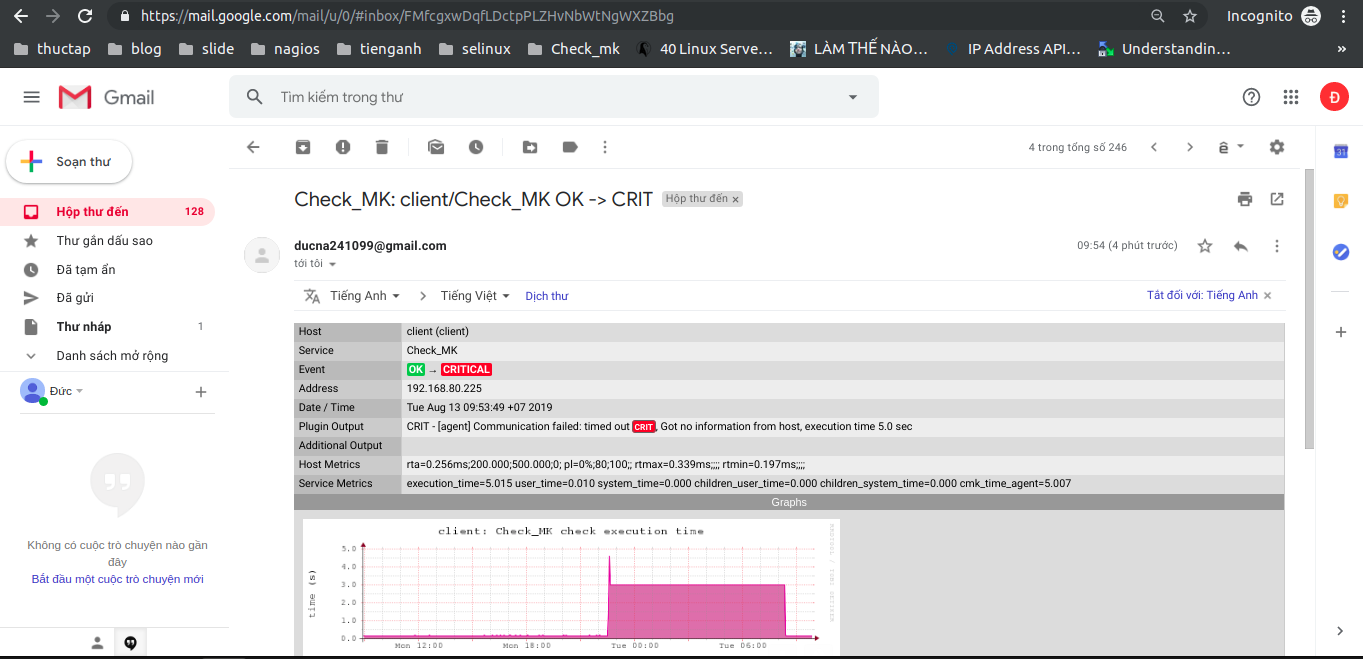 https://mail.google.com/mail/u/0/#inbox/FMfcgxwDqfLDctpPLZHvNbWtNgWXZBbg
Incognito
thuctap blog slide nagios tienganh selinux Check_mk 40 Linux Serve... LÀM THẾ NÀO... IP Address API... Understandin... »
Gmail
Tìm kiếm trong thư
Đ
Soạn thư
4 trong tổng số 246
ê
31
Check_MK: client/Check_MK OK -> CRIT
Hộp thư đến x
Hộp thư đến 128
Thư gắn dấu sao
Đã tạm ẩn
Đã gửi
Thư nháp 1
Danh sách mở rộng
Đức
Không có cuộc trò chuyện nào gần
đây
Bắt đầu một cuộc trò chuyện mới
ducna241099@gmail.com
09:54 (4 phút trước)
tới tôi
Tiếng Anh > Tiếng Việt Dịch thư
Tắt đối với: Tiếng Anh x
Host client (client)
Service Check_MK
Event OK → CRITICAL
Address 192.168.80.225
Date / Time Tue Aug 13 09:53:49 +07 2019
Plugin Output CRIT - [agent] Communication failed: timed out CRIT, Got no information from host, execution time 5.0 sec
Additional Output
Host Metrics rta=0.256ms;200.000;500.000;0; pl=0%;80;100;; rtmax=0.339ms;;;; rtmin=0.197ms;;;;
Service Metrics execution_time=5.015 user_time=0.010 system_time=0.000 children_user_time=0.000 children_system_time=0.000 cmk_time_agent=5.007
Graphs
client: Check_MK check execution time
time (s)
5.0
4.0
3.0
2.0
1.0
0.0
Mon 12:00 Mon 18:00 Tue 00:00 Tue 06:00